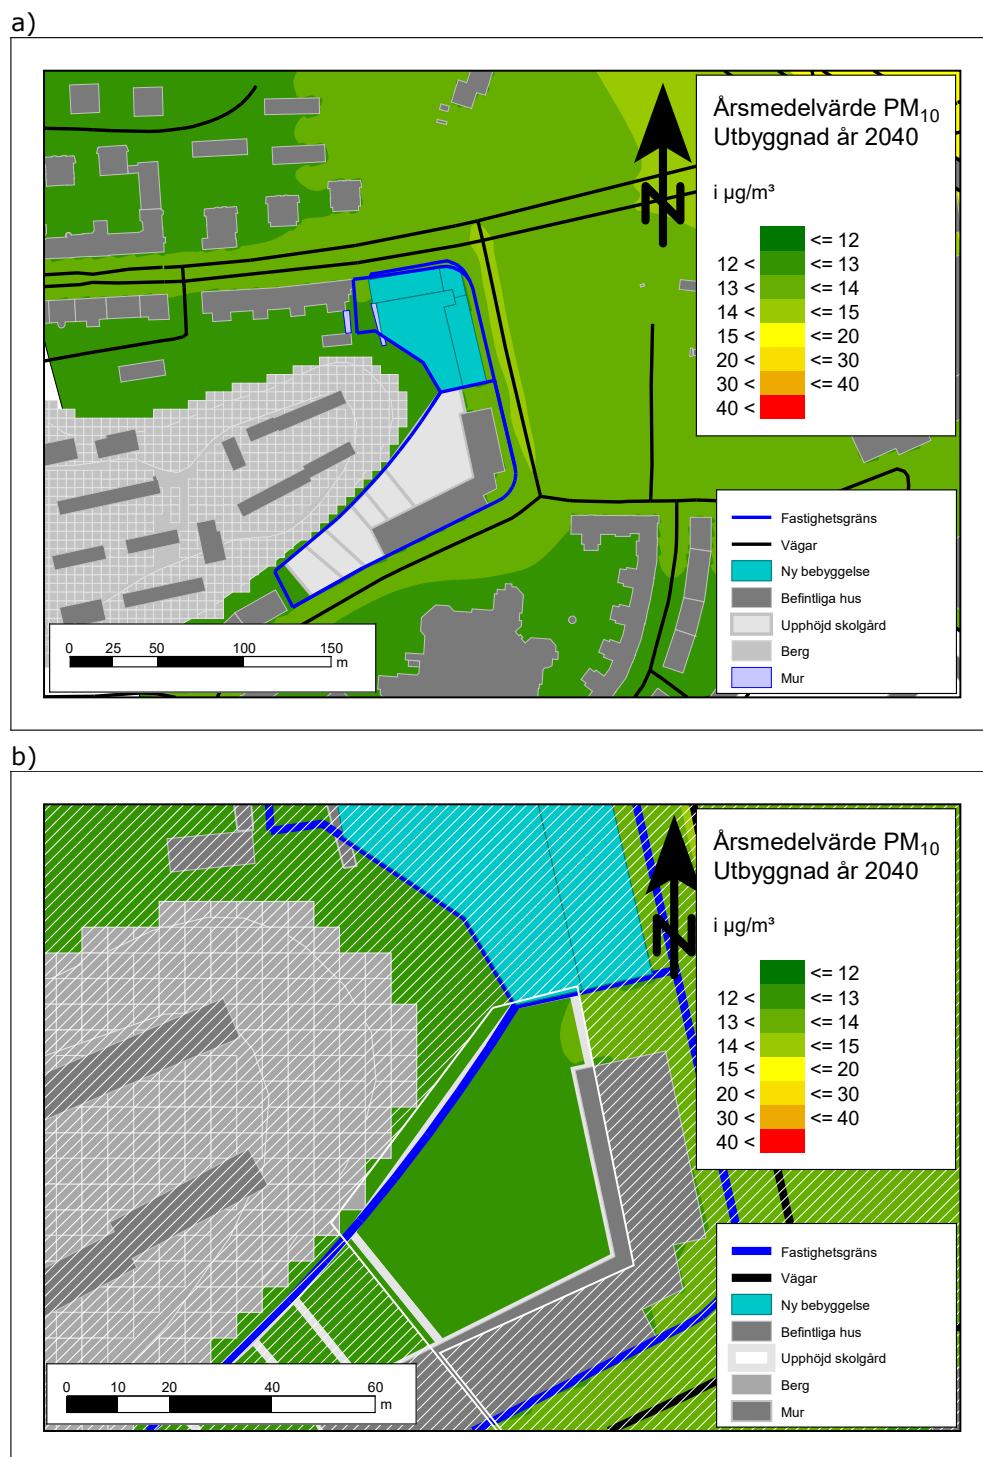 a)
Årsmedelvärde PM10
Utbyggnad år 2040
i µg/m³
<= 12
12 < <= 13
13 < <= 14
14 < <= 15
15 < <= 20
20 < <= 30
30 < <= 40
40 <
N
Fastighetsgräns
Vägar
Ny bebyggelse
Befintliga hus
Upphöjd skolgård
Berg
Mur
0 25 50 100 150
m
b)
Årsmedelvärde PM10
Utbyggnad år 2040
i µg/m³
<= 12
12 < <= 13
13 < <= 14
14 < <= 15
15 < <= 20
20 < <= 30
30 < <= 40
40 <
N
Fastighetsgräns
Vägar
Ny bebyggelse
Befintliga hus
Upphöjd skolgård
Berg
Mur
0 10 20 40 60
m